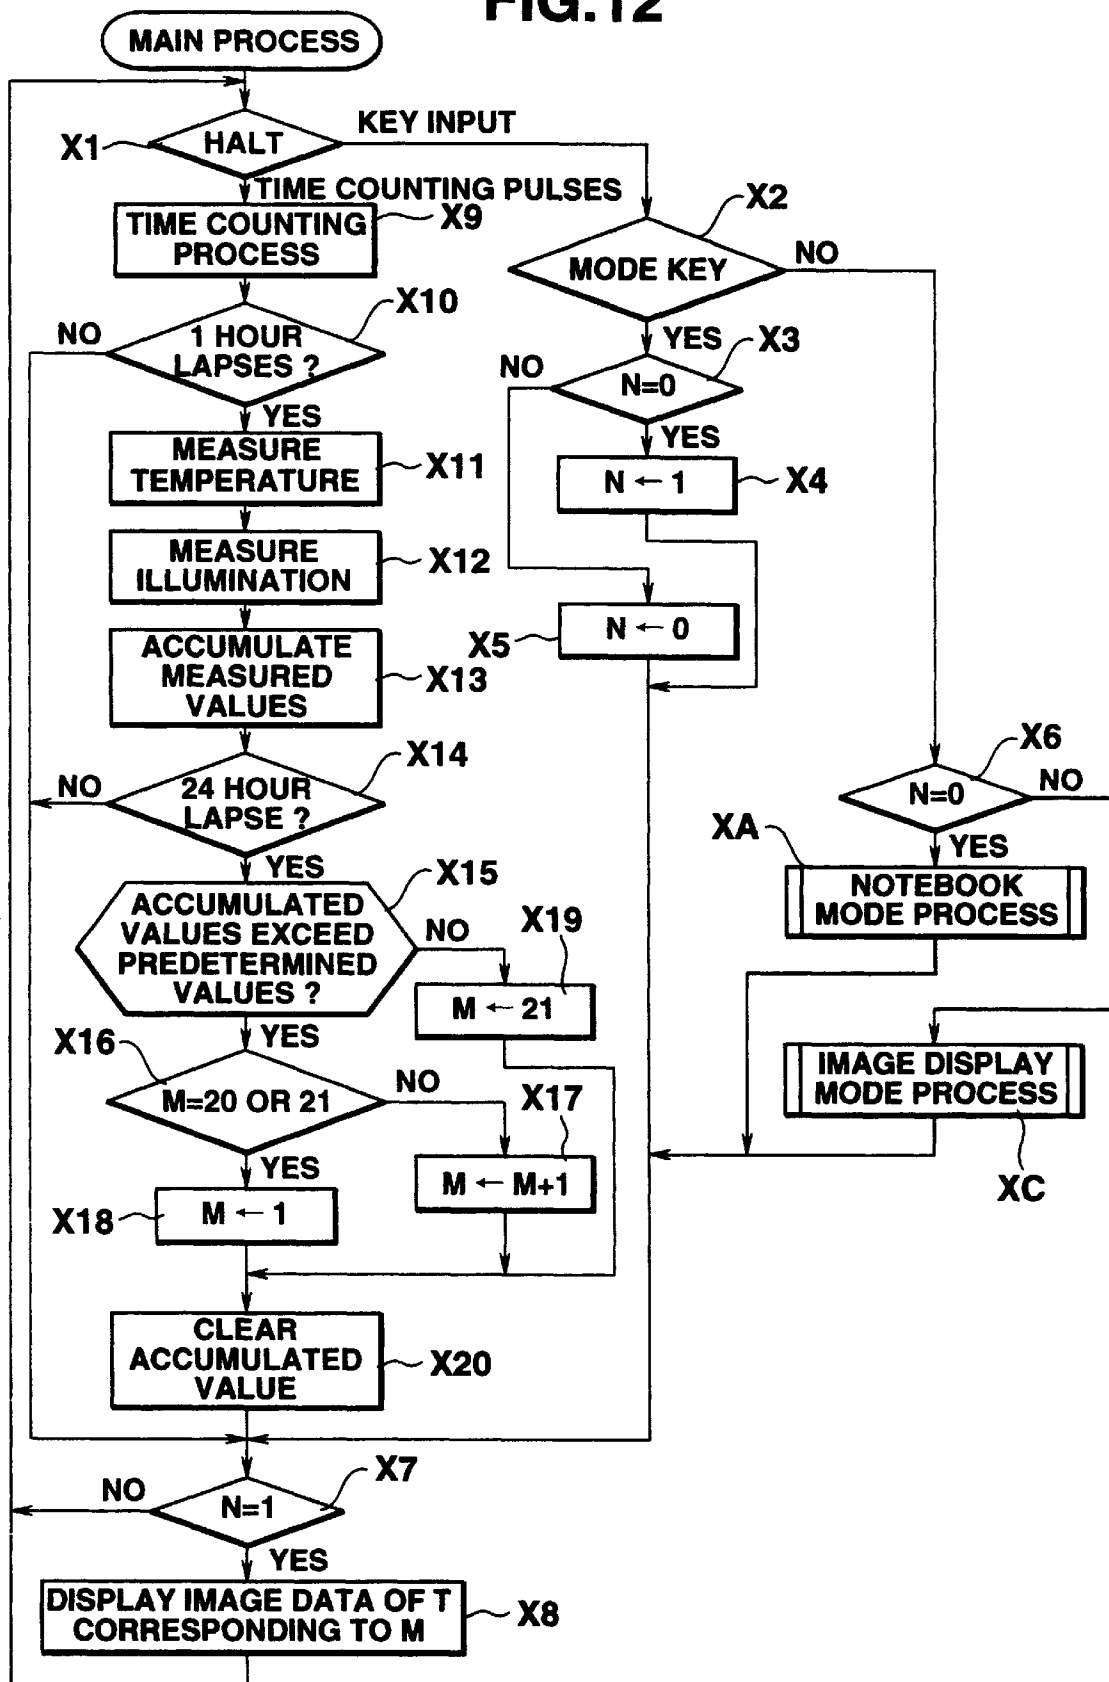 FIG.12
MAIN PROCESS
X1
HALT
KEY INPUT
TIME COUNTING PULSES
X9
TIME COUNTING
PROCESS
X2
MODE KEY
NO
X10
NO
1 HOUR
LAPSES ?
YES
YES
X3
NO
N=0
YES
MEASURE
TEMPERATURE
X11
N ← 1
X4
MEASURE
ILLUMINATION
X12
N ← 0
X5
ACCUMULATE
MEASURED
VALUES
X13
X14
NO
24 HOUR
LAPSE ?
YES
X6
N=0
NO
YES
XA
NOTEBOOK
MODE PROCESS
X15
ACCUMULATED
VALUES EXCEED
PREDETERMINED
VALUES ?
NO
X19
M ← 21
YES
IMAGE DISPLAY
MODE PROCESS
XC
X16
M=20 OR 21
NO
X17
M ← M+1
YES
X18
M ← 1
CLEAR
ACCUMULATED
VALUE
X20
X7
NO
N=1
YES
DISPLAY IMAGE DATA OF T
CORRESPONDING TO M
X8